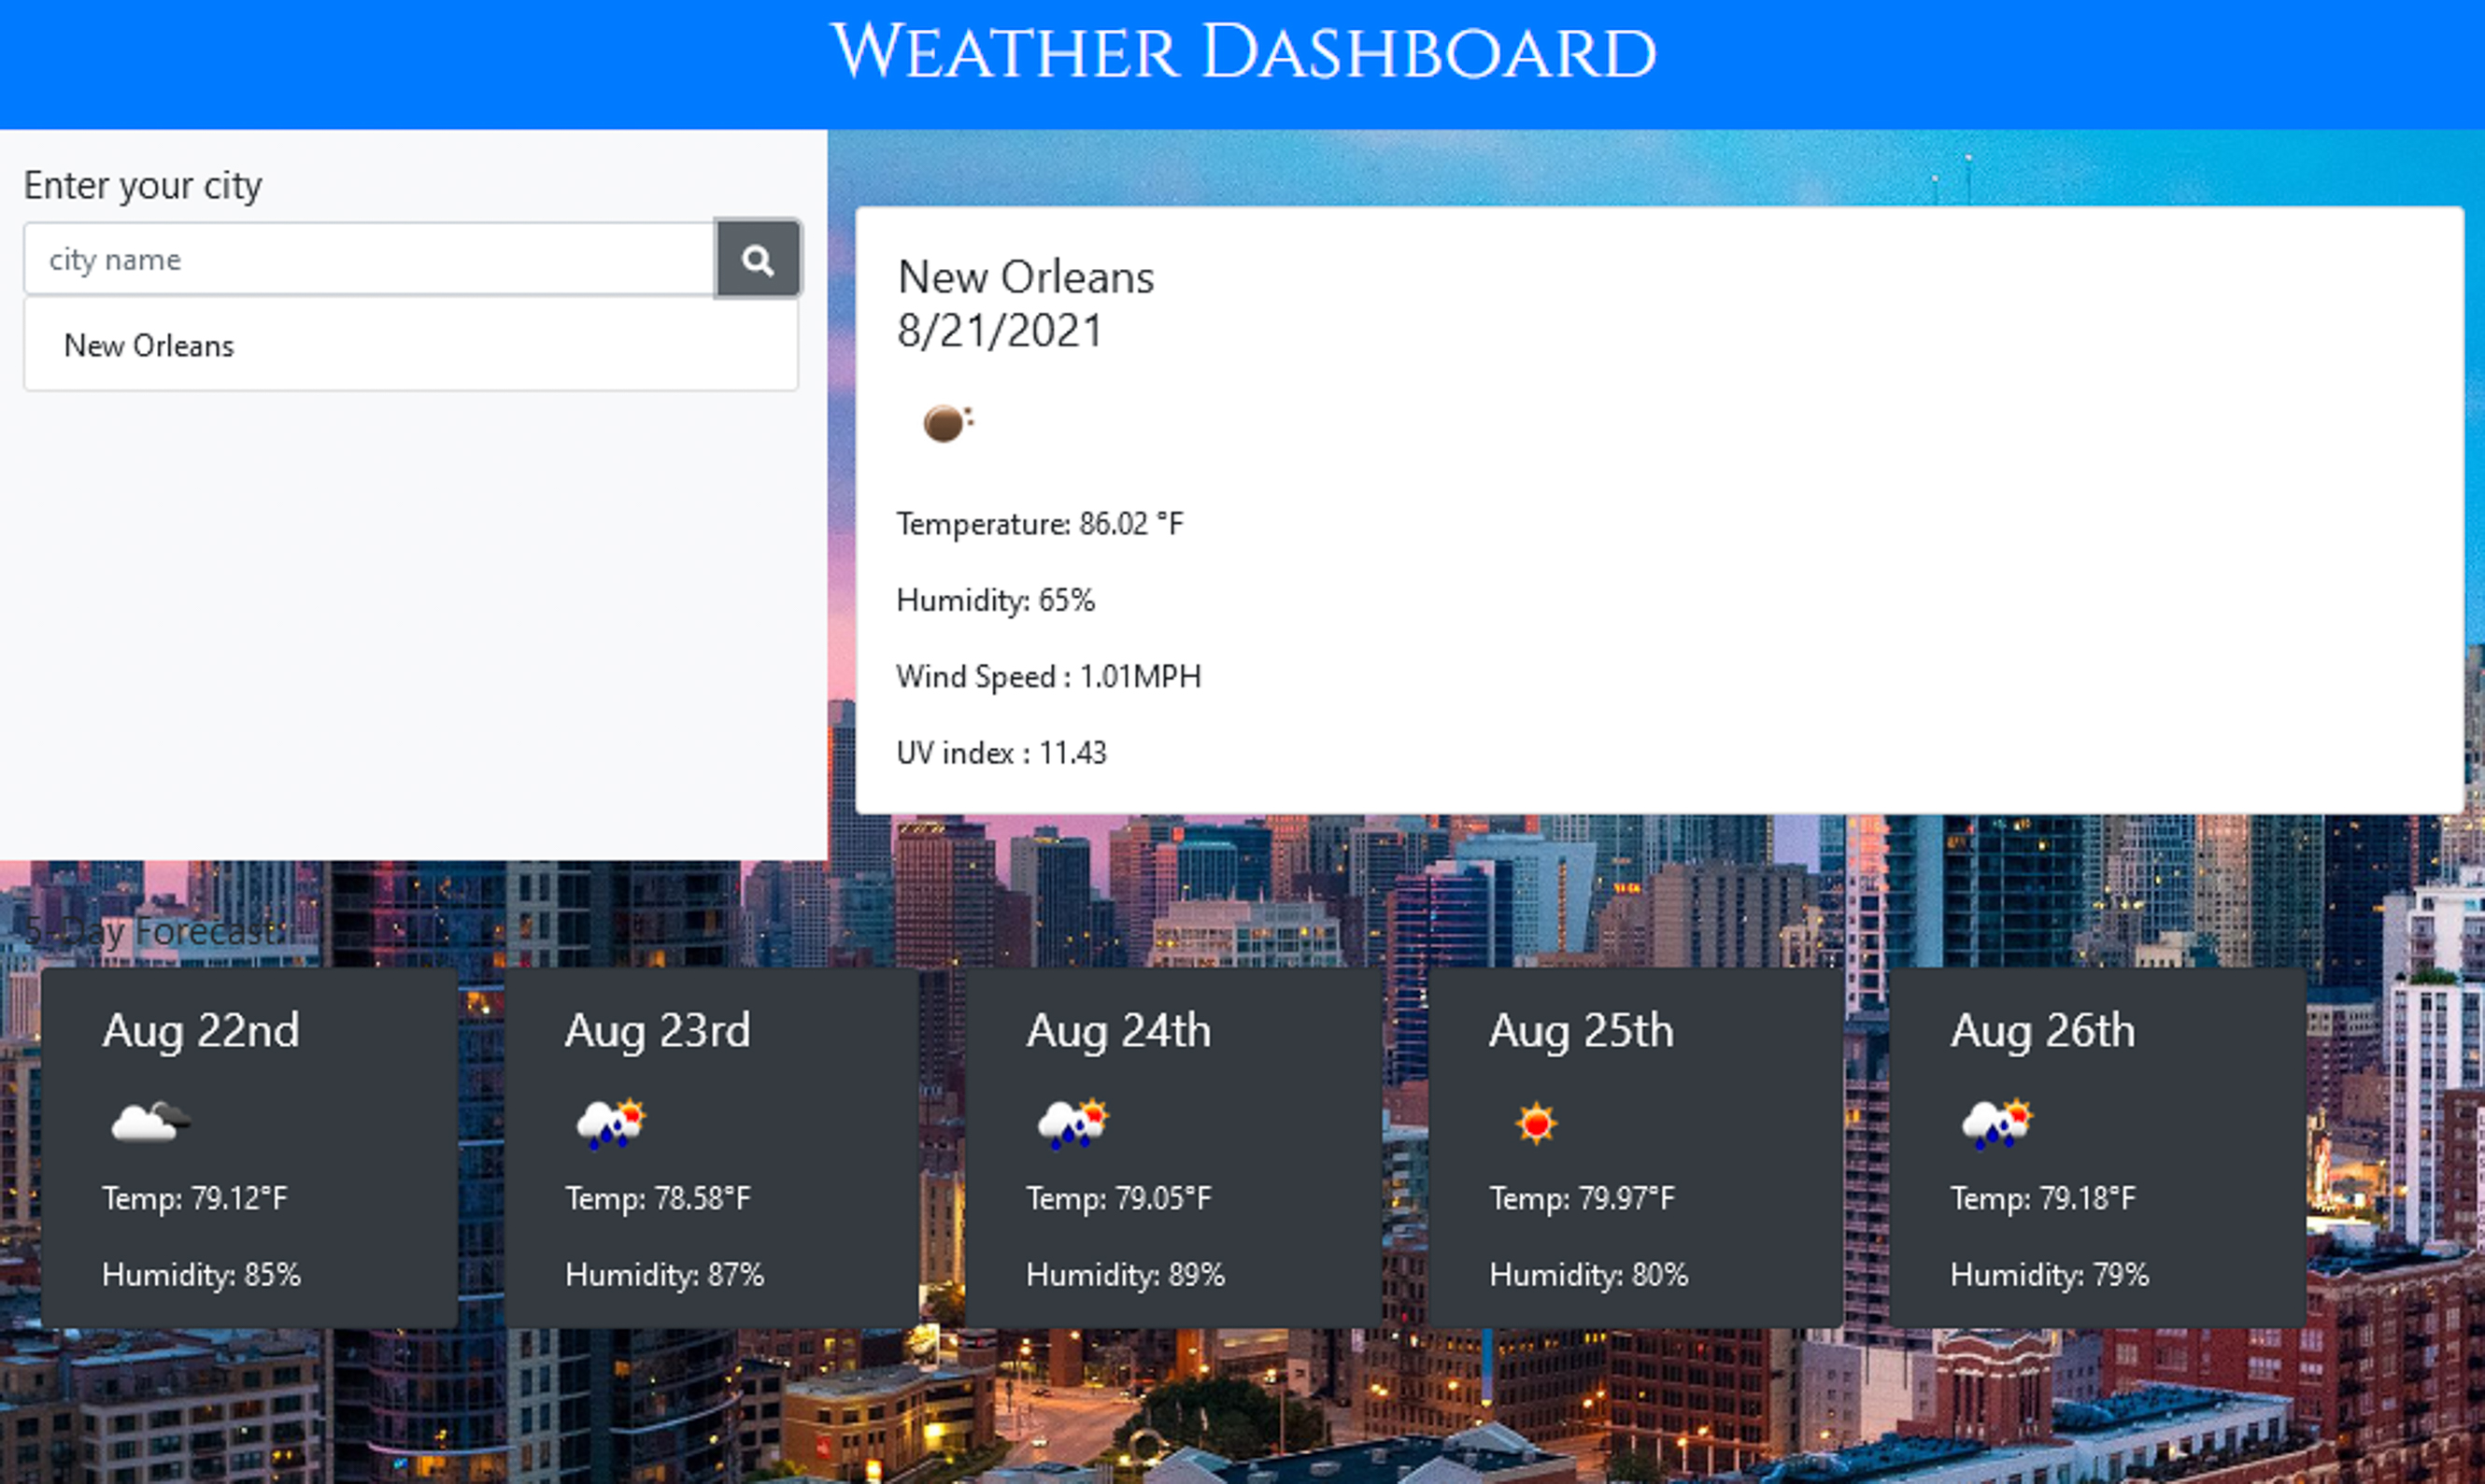 WEATHER DASHBOARD
Enter your city
city name
New Orleans
New Orleans
8/21/2021
Temperature: 86.02 °F
Humidity: 65%
Wind Speed : 1.01MPH
UV index : 11.43
5-Day Forecast:
Aug 22nd
Temp: 79.12°F
Humidity: 85%
Aug 23rd
Temp: 78.58°F
Humidity: 87%
Aug 24th
Temp: 79.05°F
Humidity: 89%
Aug 25th
Temp: 79.97°F
Humidity: 80%
Aug 26th
Temp: 79.18°F
Humidity: 79%